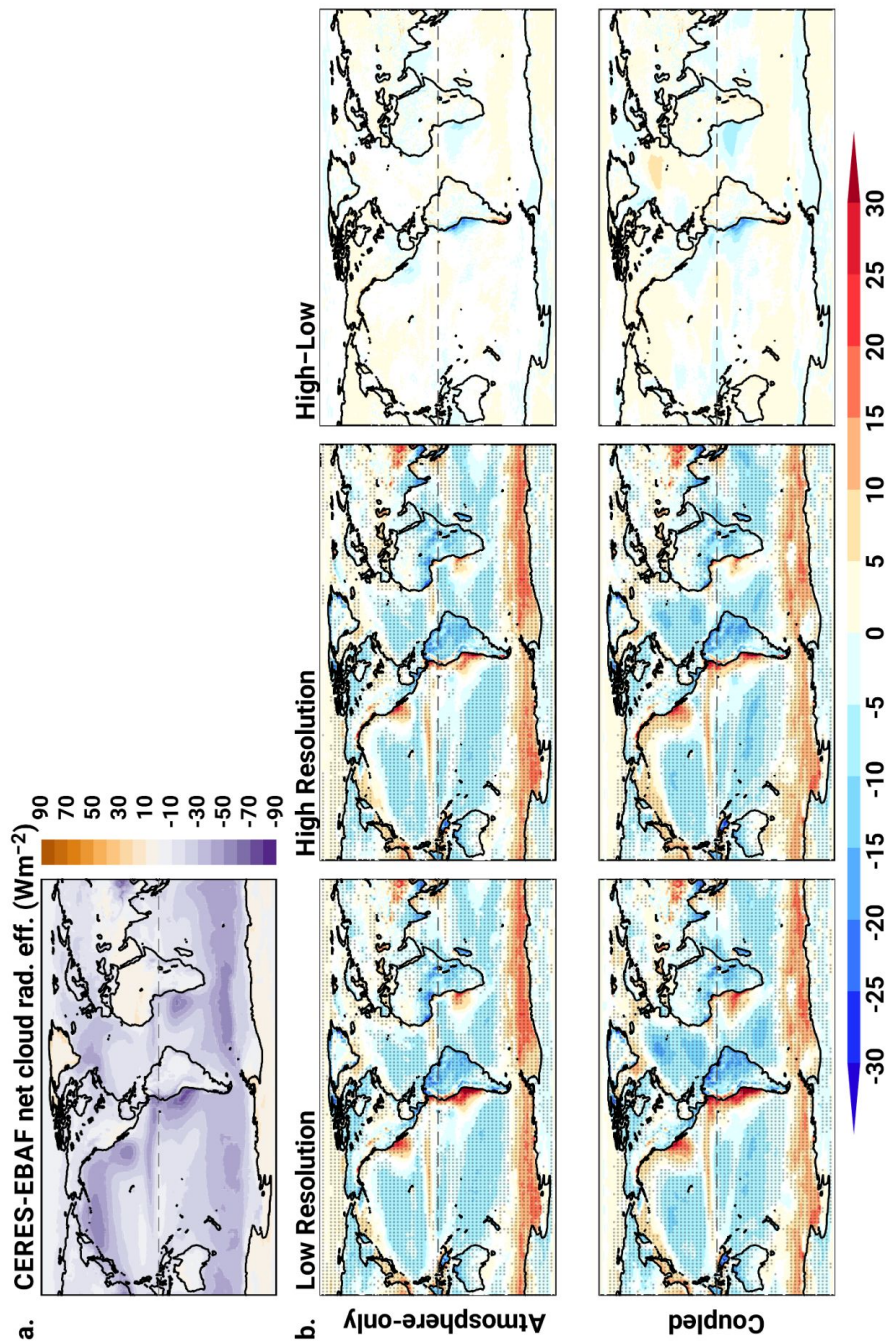 a.
CERES-EBAF net cloud rad. eff. (Wm⁻²)
90
70
50
30
10
-10
-30
-50
-70
-90
b.
Low Resolution
High Resolution
High-Low
Atmosphere-only
Coupled
-30
-25
-20
-15
-10
-5
0
5
10
15
20
25
30